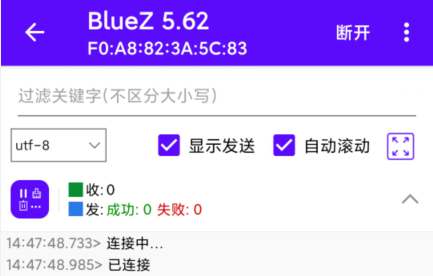 BlueZ 5.62
F0:A8:82:3A:5C:83
断开
过滤关键字(不区分大小写)
utf-8
显示发送
自动滚动
收: 0
发: 成功: 0 失败: 0
14:47:48.733> 连接中...
14:47:48.985> 已连接